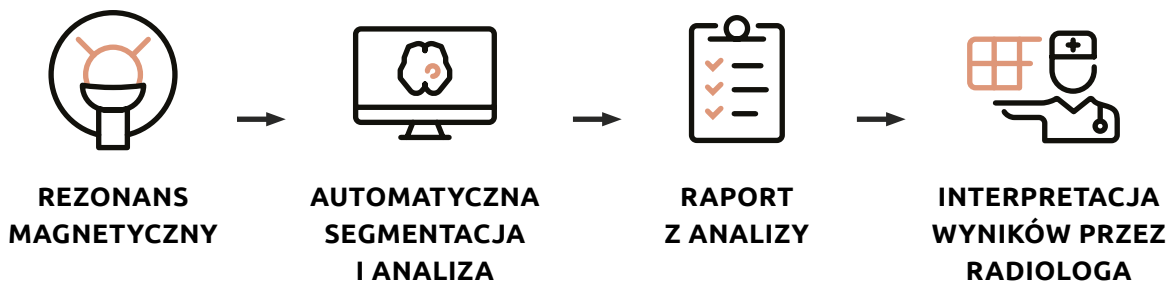 REZONANS
MAGNETYCZNY
AUTOMATYCZNA
SEGMENTACJA
I ANALIZA
RAPORT
Z ANALIZY
INTERPRETACJA
WYNIKÓW PRZEZ
RADIOLOGA